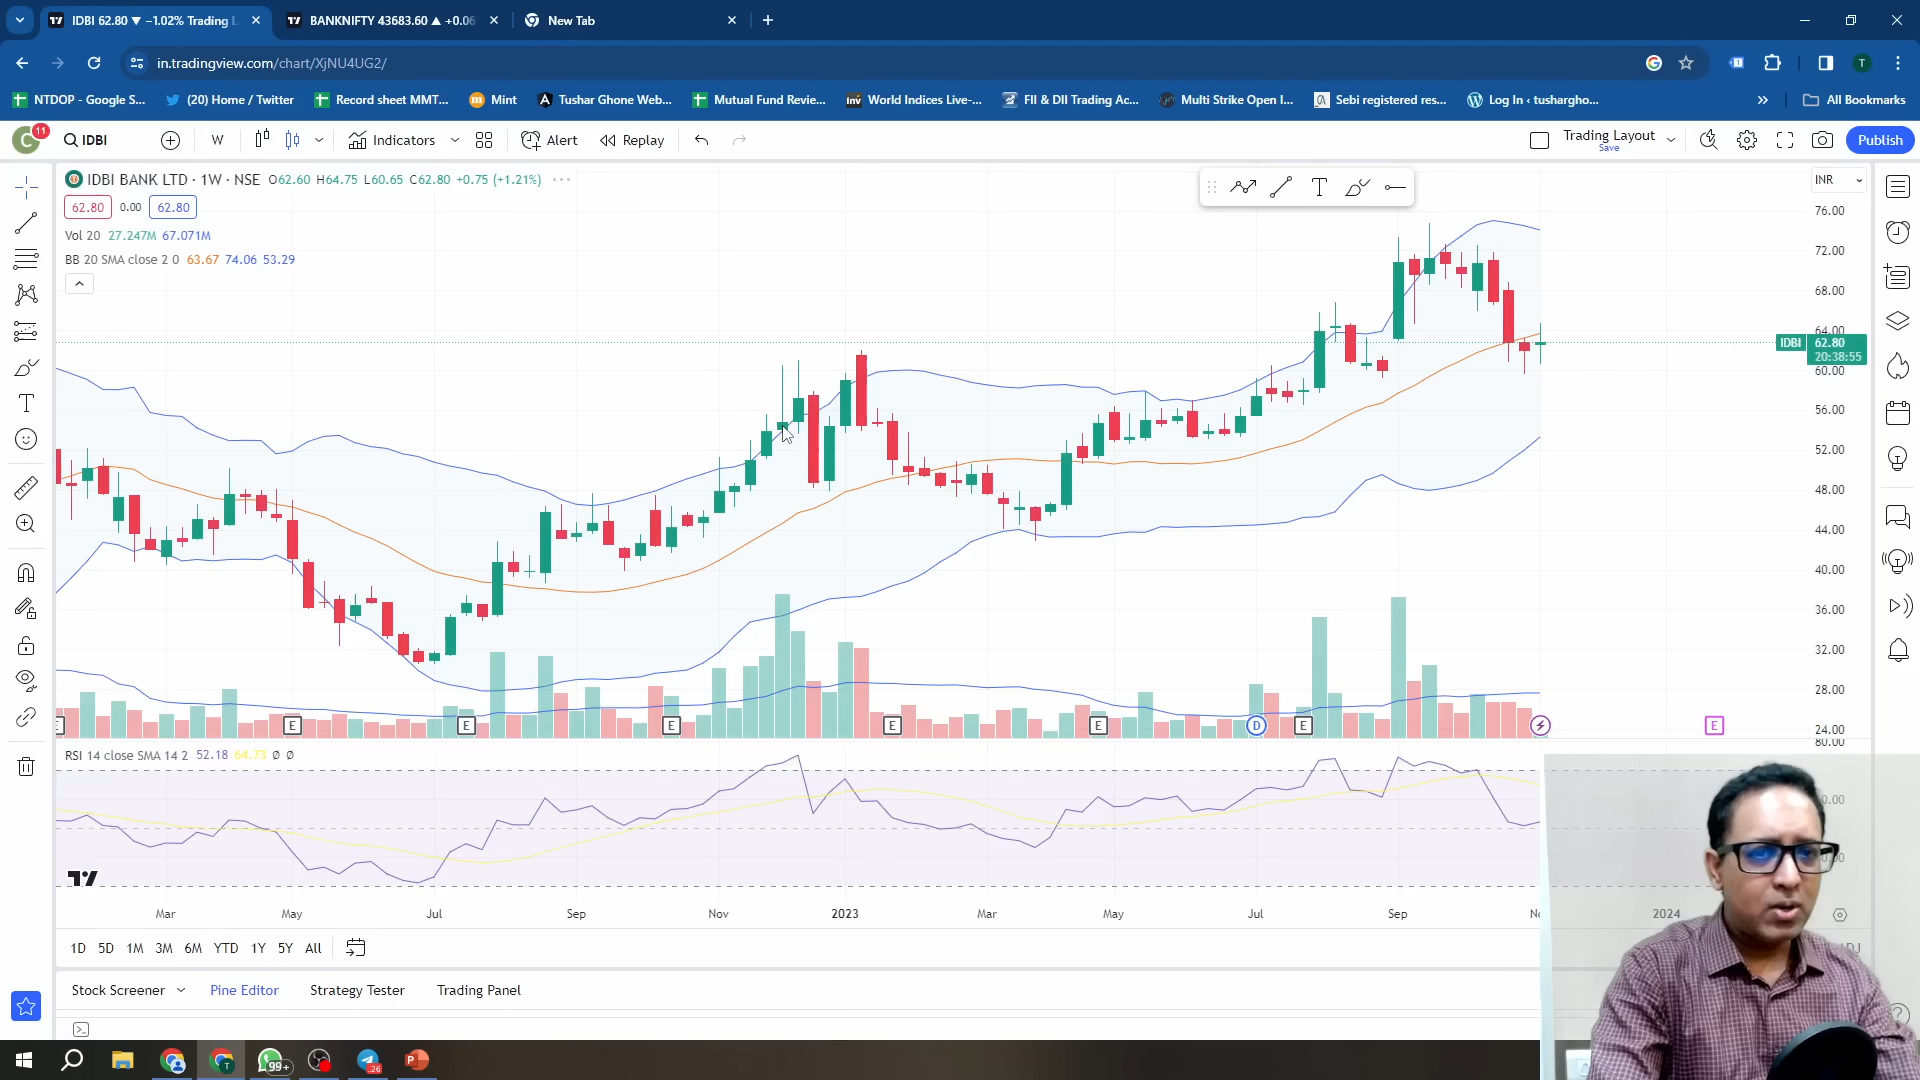 IDBI 62.80 ▼ −1.02% Trading L
BANKNIFTY 43683.60 ▲ +0.06
New Tab
in.tradingview.com/chart/XjNU4UG2/
T
NTDOP - Google S...
(20) Home / Twitter
Record sheet MMT...
Mint
Tushar Ghone Web...
Mutual Fund Revie...
World Indices Live-...
FII & DII Trading Ac...
Multi Strike Open I...
Sebi registered res...
Log In ‹ tushargho...
»
All Bookmarks
C
11
IDBI
W
Indicators
Alert
Replay
Trading Layout
Save
Publish
IDBI BANK LTD · 1W · NSE O62.60 H64.75 L60.65 C62.80 +0.75 (+1.21%)
INR
62.80 0.00 62.80
Vol 20 27.247M 67.071M
BB 20 SMA close 2 0 63.67 74.06 53.29
76.00
72.00
68.00
64.00
IDBI 62.80
20:38:55
60.00
56.00
52.00
48.00
44.00
40.00
36.00
32.00
28.00
24.00
E E E E E E D E E
80.00
RSI 14 close SMA 14 2 52.18 64.73 Ø Ø
Mar May Jul Sep Nov 2023 Mar May Jul Sep 2024
1D 5D 1M 3M 6M YTD 1Y 5Y All
Stock Screener
Pine Editor
Strategy Tester
Trading Panel
99+
26